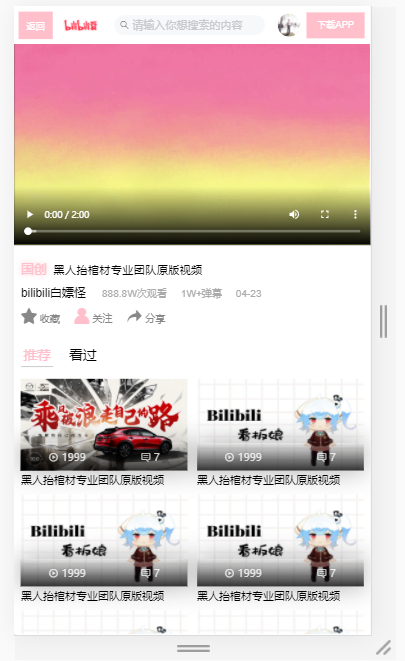 返回
bilibili
请输入你想搜索的内容
下载APP
0:00 / 2:00
国创 黑人抬棺材专业团队原版视频
bilibili白嫖怪 888.8W次观看 1W+弹幕 04-23
收藏 关注 分享
推荐 看过
乘风破浪 走自己的路
1999 7
黑人抬棺材专业团队原版视频
Bilibili
看板娘
1999 7
黑人抬棺材专业团队原版视频
Bilibili
看板娘
1999 7
黑人抬棺材专业团队原版视频
Bilibili
看板娘
1999 7
黑人抬棺材专业团队原版视频